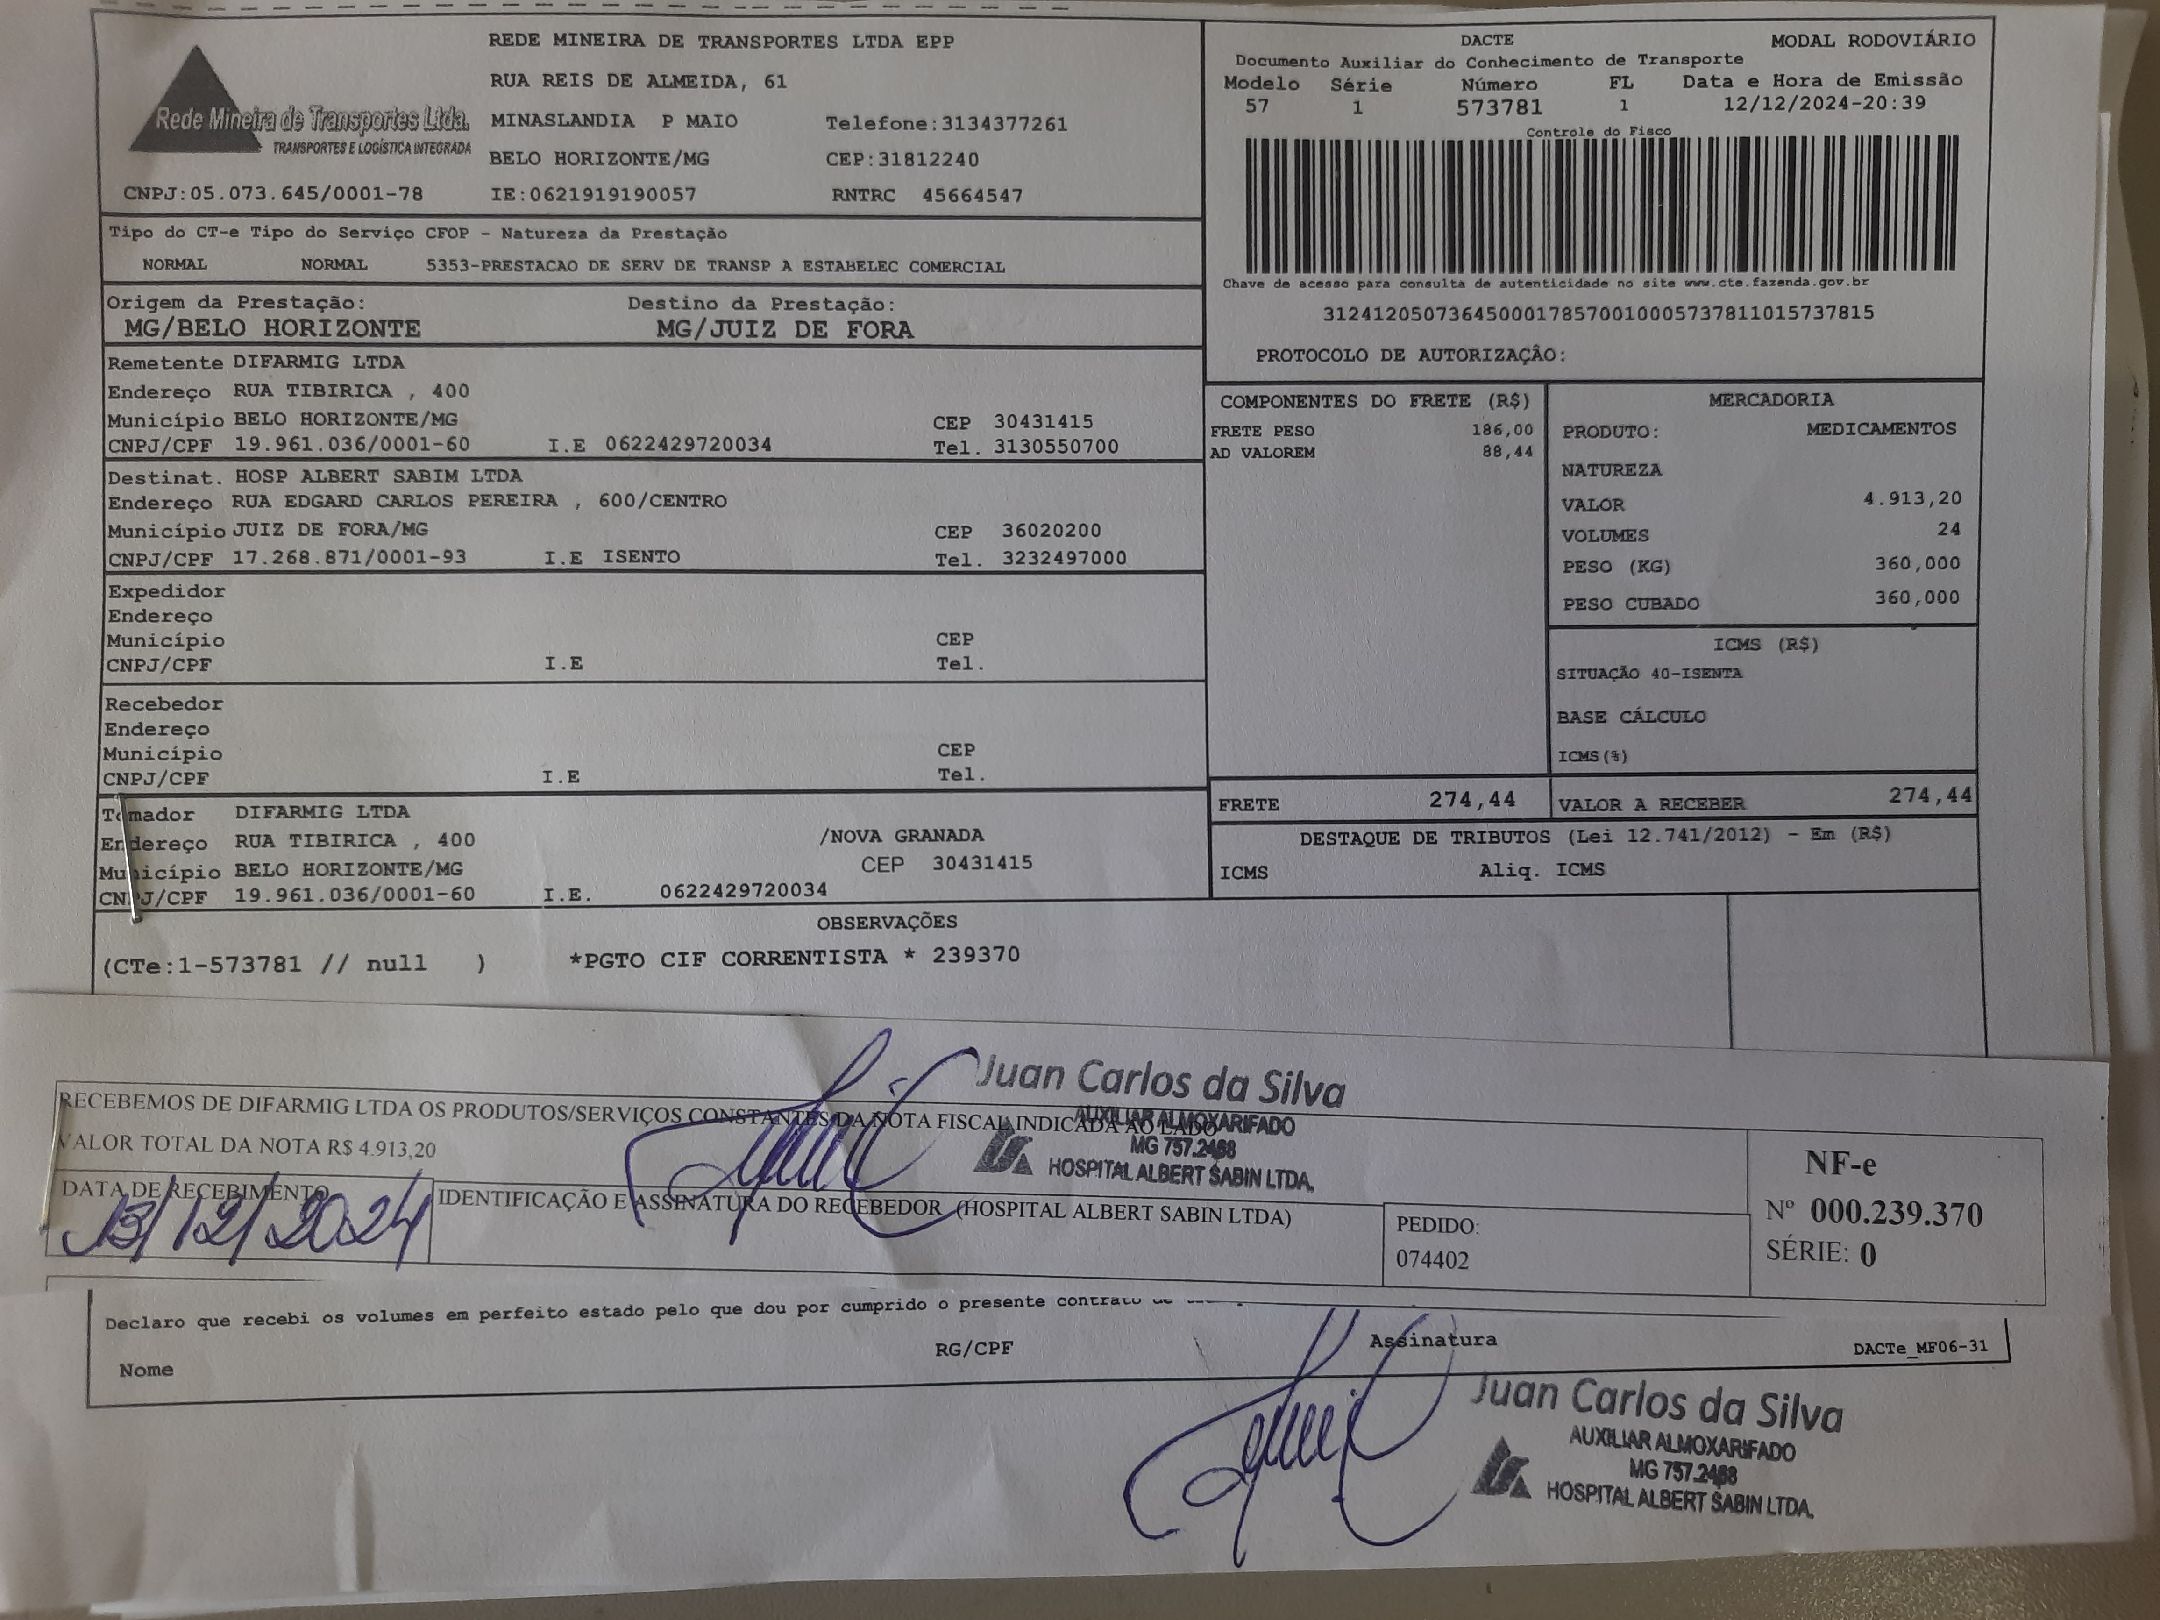 Rede Mineira de Transportes Ltda.
TRANSPORTES E LOGÍSTICA INTEGRADA
CNPJ:05.073.645/0001-78
REDE MINEIRA DE TRANSPORTES LTDA EPP
RUA REIS DE ALMEIDA, 61
MINASLANDIA P MAIO Telefone:3134377261
BELO HORIZONTE/MG CEP:31812240
IE:0621919190057 RNTRC 45664547
DACTE MODAL RODOVIÁRIO
Documento Auxiliar do Conhecimento de Transporte
Modelo Série Número FL Data e Hora de Emissão
57 1 573781 1 12/12/2024-20:39
Controle do Fisco
Chave de acesso para consulta de autenticidade no site www.cte.fazenda.gov.br
31241205073645000178570010005737811015737815
PROTOCOLO DE AUTORIZAÇÃO:
Tipo do CT-e Tipo do Serviço CFOP - Natureza da Prestação
NORMAL NORMAL 5353-PRESTACAO DE SERV DE TRANSP A ESTABELEC COMERCIAL
Origem da Prestação: Destino da Prestação:
MG/BELO HORIZONTE MG/JUIZ DE FORA
Remetente DIFARMIG LTDA
Endereço RUA TIBIRICA , 400
Município BELO HORIZONTE/MG CEP 30431415
CNPJ/CPF 19.961.036/0001-60 I.E 0622429720034 Tel. 3130550700
Destinat. HOSP ALBERT SABIM LTDA
Endereço RUA EDGARD CARLOS PEREIRA , 600/CENTRO
Município JUIZ DE FORA/MG CEP 36020200
CNPJ/CPF 17.268.871/0001-93 I.E ISENTO Tel. 3232497000
Expedidor
Endereço
Município CEP
CNPJ/CPF I.E Tel.
Recebedor
Endereço
Município CEP
CNPJ/CPF I.E Tel.
Tomador DIFARMIG LTDA
Endereço RUA TIBIRICA , 400 /NOVA GRANADA
Município BELO HORIZONTE/MG CEP 30431415
CNPJ/CPF 19.961.036/0001-60 I.E. 0622429720034
COMPONENTES DO FRETE (R$)
FRETE PESO 186,00
AD VALOREM 88,44
MERCADORIA
PRODUTO: MEDICAMENTOS
NATUREZA
VALOR 4.913,20
VOLUMES 24
PESO (KG) 360,000
PESO CUBADO 360,000
ICMS (R$)
SITUAÇÃO 40-ISENTA
BASE CÁLCULO
ICMS(%)
FRETE 274,44 VALOR A RECEBER 274,44
DESTAQUE DE TRIBUTOS (Lei 12.741/2012) - Em (R$)
ICMS Aliq. ICMS
OBSERVAÇÕES
(CTe:1-573781 // null ) *PGTO CIF CORRENTISTA * 239370
Juan Carlos da Silva
AUXILIAR ALMOXARIFADO
MG 757.2468
HOSPITAL ALBERT SABIN LTDA.
RECEBEMOS DE DIFARMIG LTDA OS PRODUTOS/SERVIÇOS CONSTANTES DA NOTA FISCAL INDICADA AO LADO
VALOR TOTAL DA NOTA R$ 4.913,20
DATA DE RECEBIMENTO
13/12/2024
IDENTIFICAÇÃO E ASSINATURA DO RECEBEDOR (HOSPITAL ALBERT SABIN LTDA)
PEDIDO:
074402
NF-e
Nº 000.239.370
SÉRIE: 0
Declaro que recebi os volumes em perfeito estado pelo que dou por cumprido o presente contrato de
Nome RG/CPF Assinatura DACTe_MF06-31
Juan Carlos da Silva
AUXILIAR ALMOXARIFADO
MG 757.2468
HOSPITAL ALBERT SABIN LTDA.